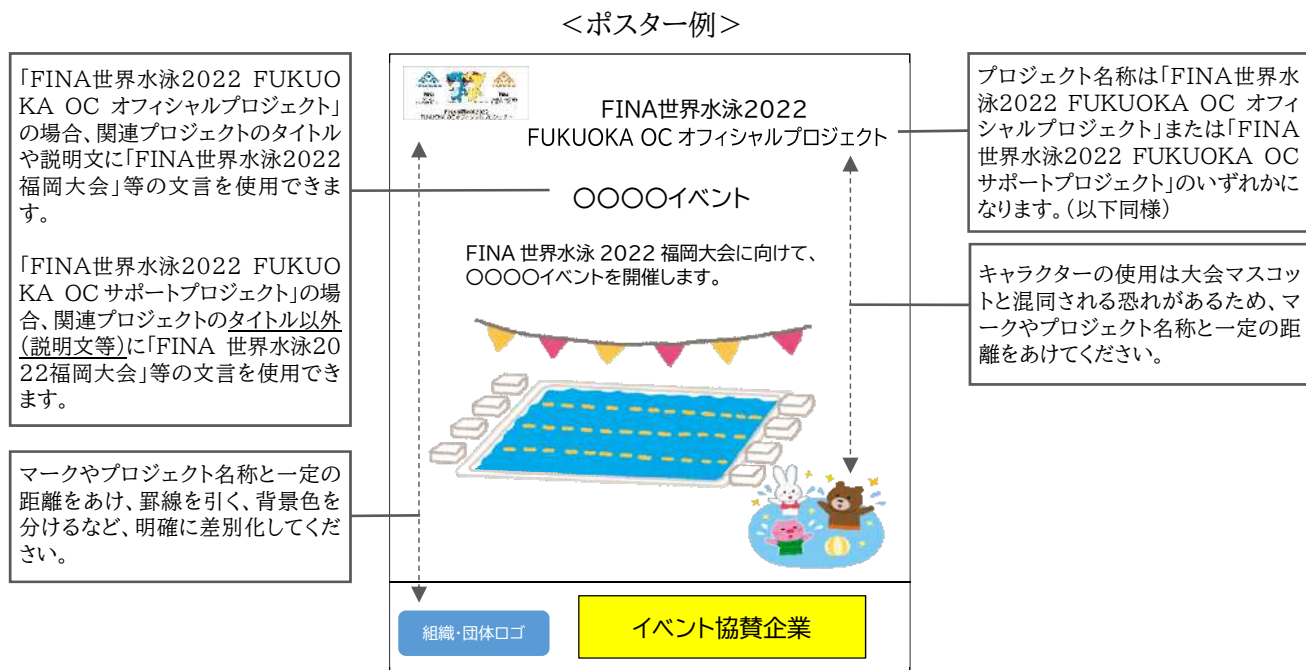 ＜ポスター例＞
「FINA世界水泳2022 FUKUO
KA OC オフィシャルプロジェクト」
の場合、関連プロジェクトのタイトル
や説明文に「FINA世界水泳2022
福岡大会」等の文言を使用できま
す。
「FINA世界水泳2022 FUKUO
KA OCサポートプロジェクト」の場
合、関連プロジェクトのタイトル以外
(説明文等)に「FINA 世界水泳20
22福岡大会」等の文言を使用でき
ます。
マークやプロジェクト名称と一定の
距離をあけ、罫線を引く、背景色を
分けるなど、明確に差別化してくだ
さい。
FINA世界水泳2022
FUKUOKA OC オフィシャルプロジェクト
〇〇〇〇イベント
FINA 世界水泳 2022 福岡大会に向けて、
〇〇〇〇イベントを開催します。
組織・団体ロゴ
イベント協賛企業
プロジェクト名称は「FINA世界水
泳2022 FUKUOKA OC オフィ
シャルプロジェクト」または「FINA
世界水泳2022 FUKUOKA OC
サポートプロジェクト」のいずれかに
なります。(以下同様)
キャラクターの使用は大会マスコッ
トと混同される恐れがあるため、マ
ークやプロジェクト名称と一定の距
離をあけてください。